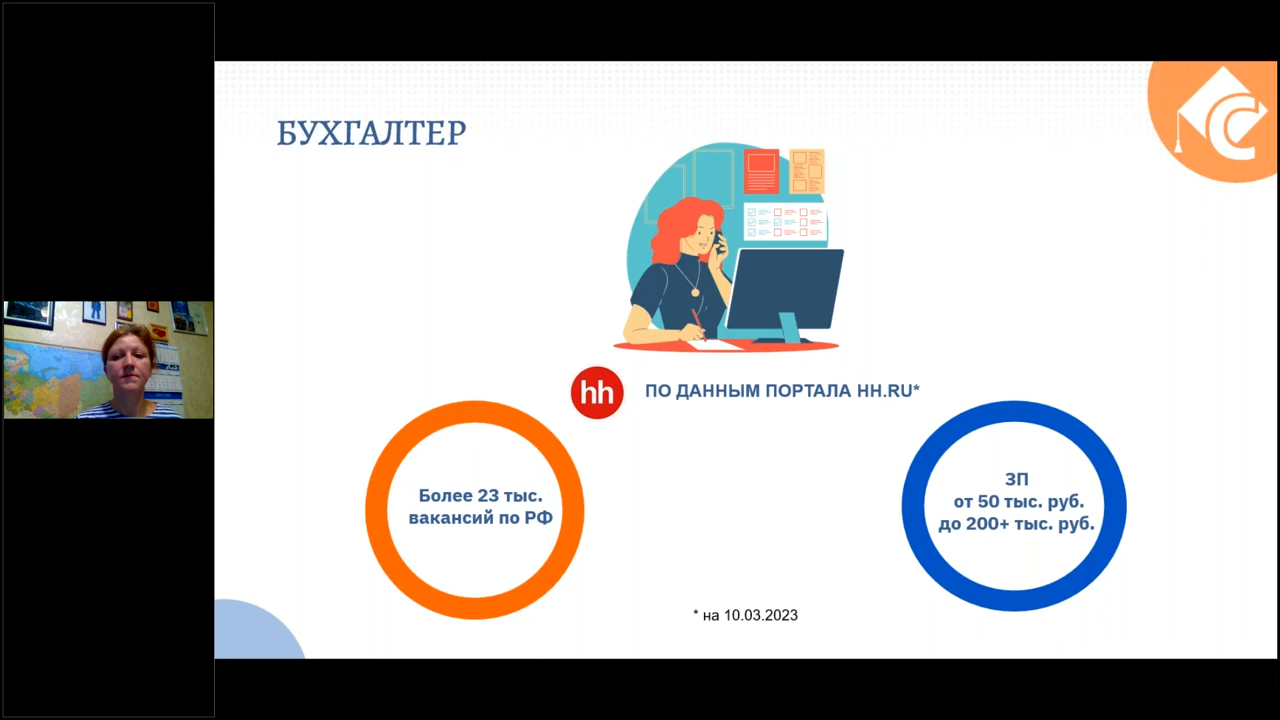 БУХГАЛТЕР
hh
ПО ДАННЫМ ПОРТАЛА HH.RU*
Более 23 тыс.
вакансий по РФ
ЗП
от 50 тыс. руб.
до 200+ тыс. руб.
* на 10.03.2023